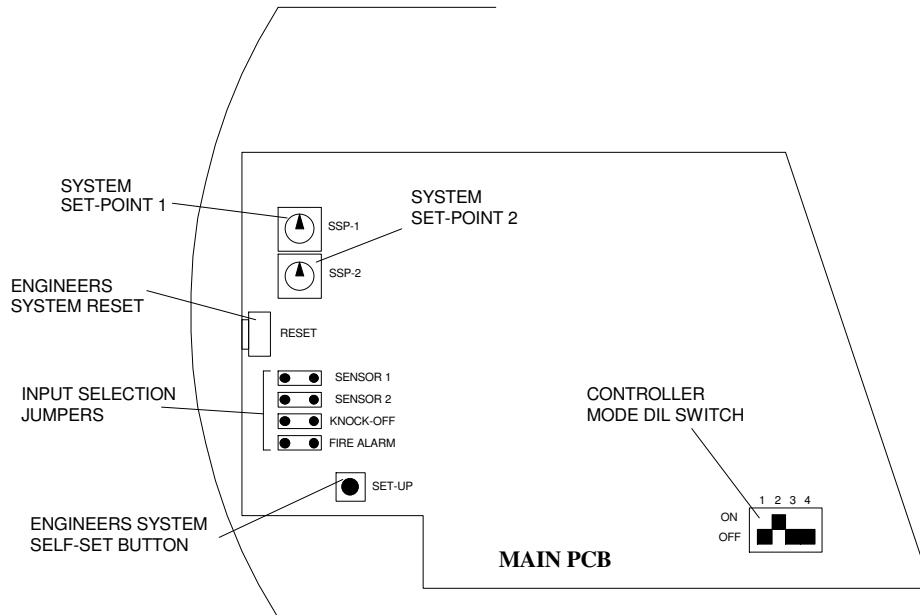 SYSTEM
SET-POINT 1
SYSTEM
SET-POINT 2
SSP-1
SSP-2
ENGINEERS
SYSTEM RESET
RESET
INPUT SELECTION
JUMPERS
SENSOR 1
SENSOR 2
KNOCK-OFF
FIRE ALARM
CONTROLLER
MODE DIL SWITCH
SET-UP
ENGINEERS SYSTEM
SELF-SET BUTTON
1 2 3 4
ON
OFF
MAIN PCB